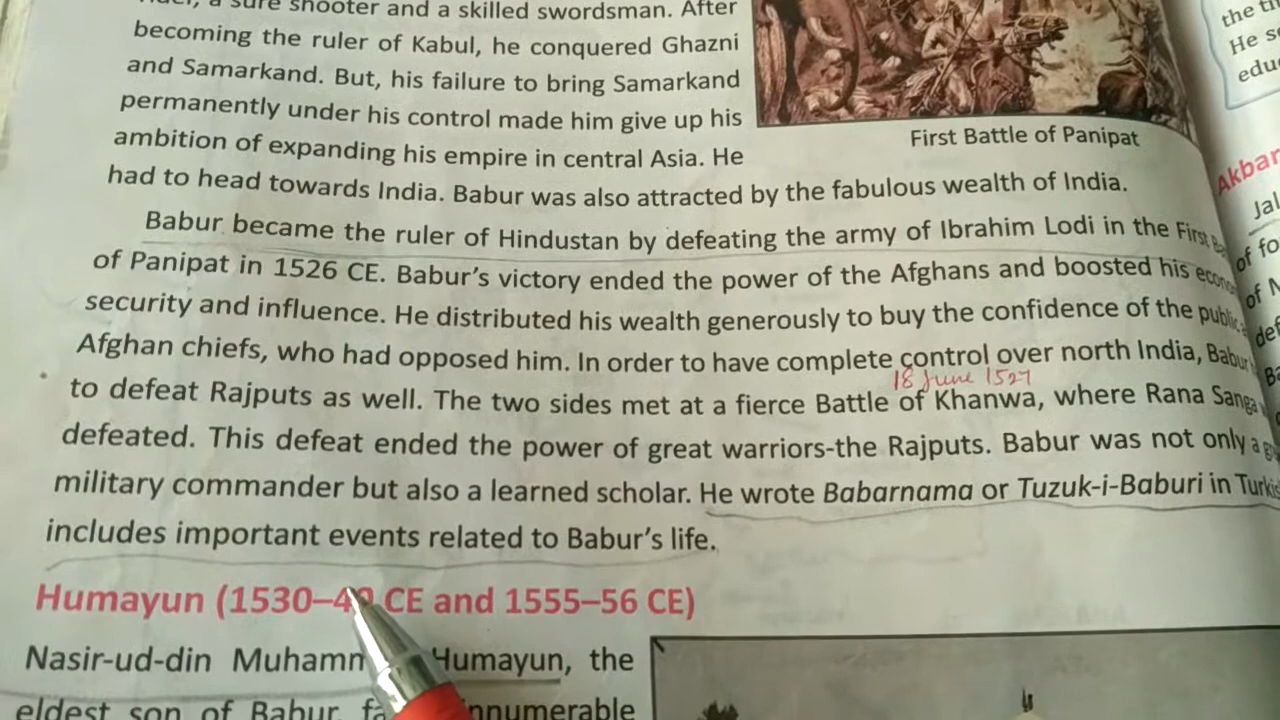 a sure shooter and a skilled swordsman. After
becoming the ruler of Kabul, he conquered Ghazni
and Samarkand. But, his failure to bring Samarkand
permanently under his control made him give up his
ambition of expanding his empire in central Asia. He
had to head towards India. Babur was also attracted by the fabulous wealth of India.
First Battle of Panipat
Babur became the ruler of Hindustan by defeating the army of Ibrahim Lodi in the First
of Panipat in 1526 CE. Babur's victory ended the power of the Afghans and boosted his
security and influence. He distributed his wealth generously to buy the confidence of the public
Afghan chiefs, who had opposed him. In order to have complete control over north India, Babur
18 June 1527
to defeat Rajputs as well. The two sides met at a fierce Battle of Khanwa, where Rana Sanga
defeated. This defeat ended the power of great warriors-the Rajputs. Babur was not only a
military commander but also a learned scholar. He wrote Babarnama or Tuzuk-i-Baburi in
includes important events related to Babur's life.
Humayun (1530–4 CE and 1555–56 CE)
Nasir-ud-din Humayun, the
eldest son of Babur, innumerable
the
He
Akbar
of
of